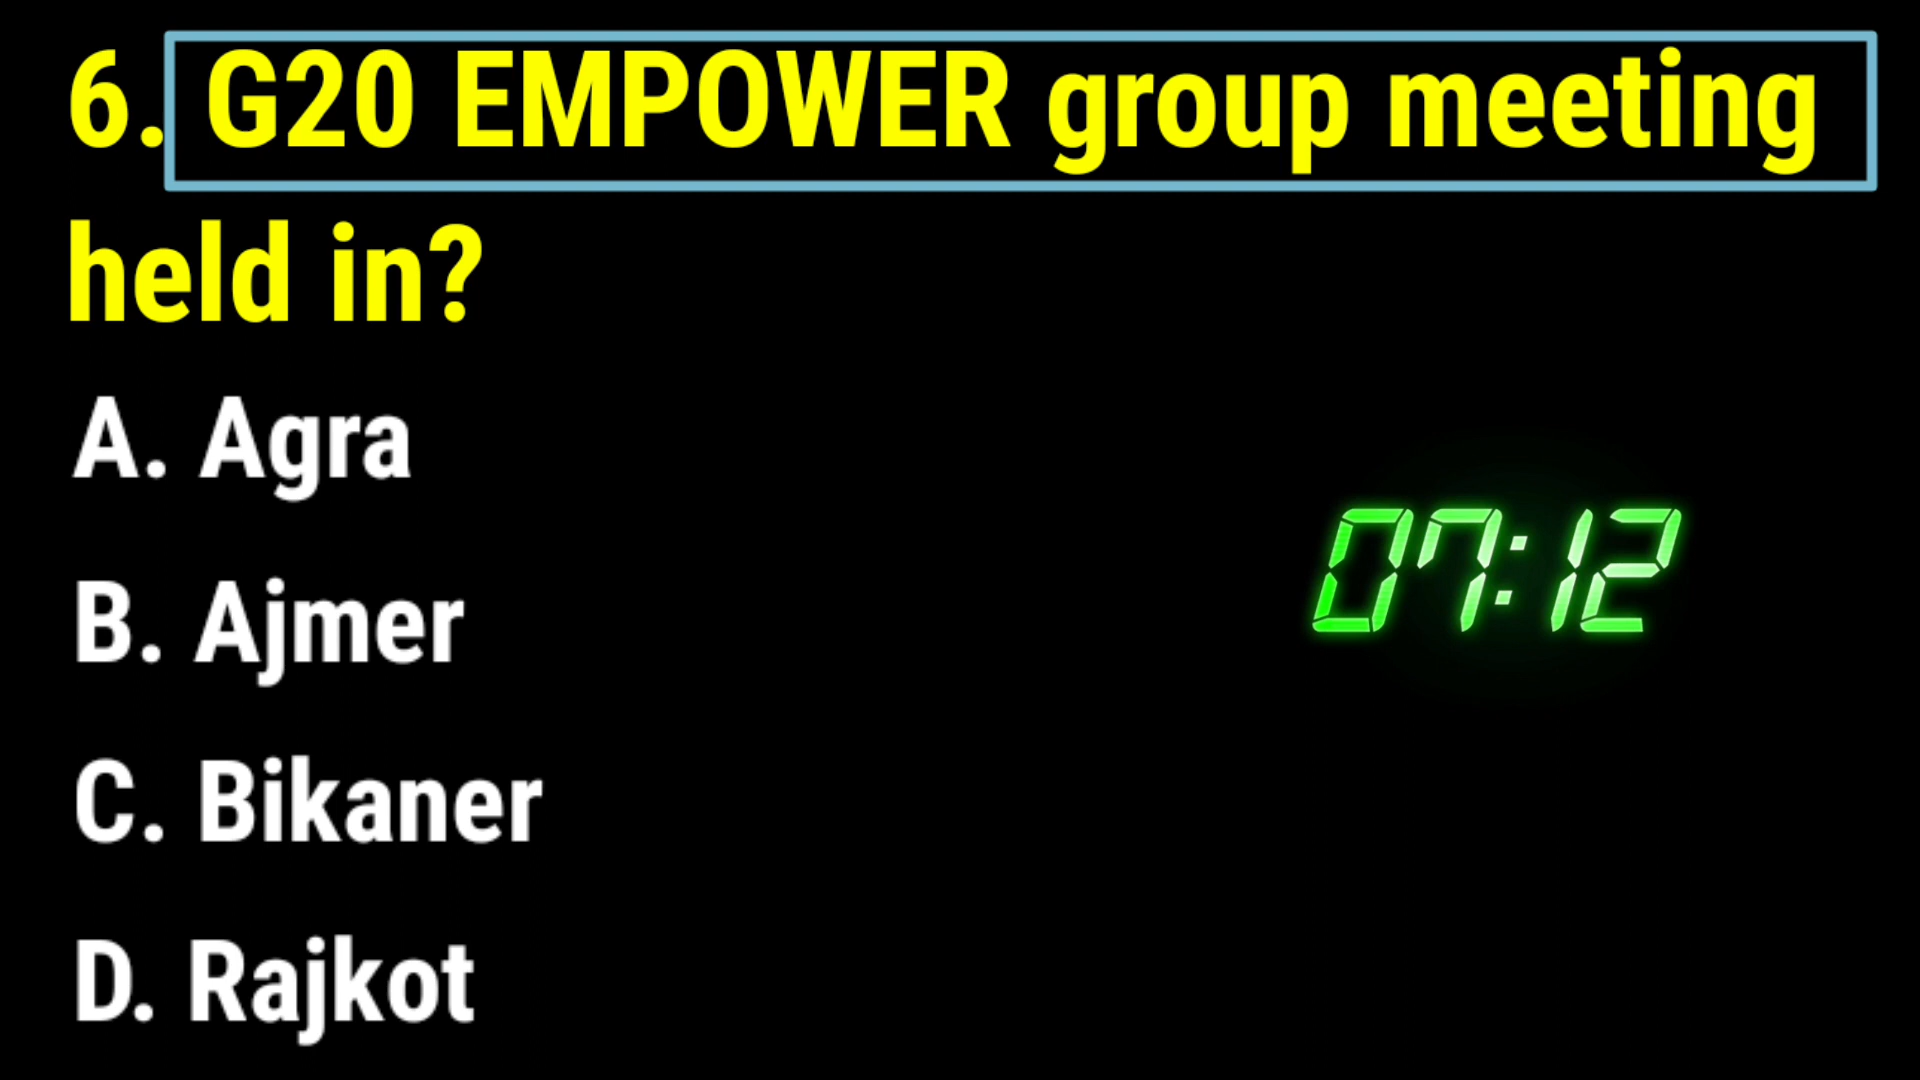 6. G20 EMPOWER group meeting
held in?
A. Agra
B. Ajmer
07:12
C. Bikaner
D. Rajkot